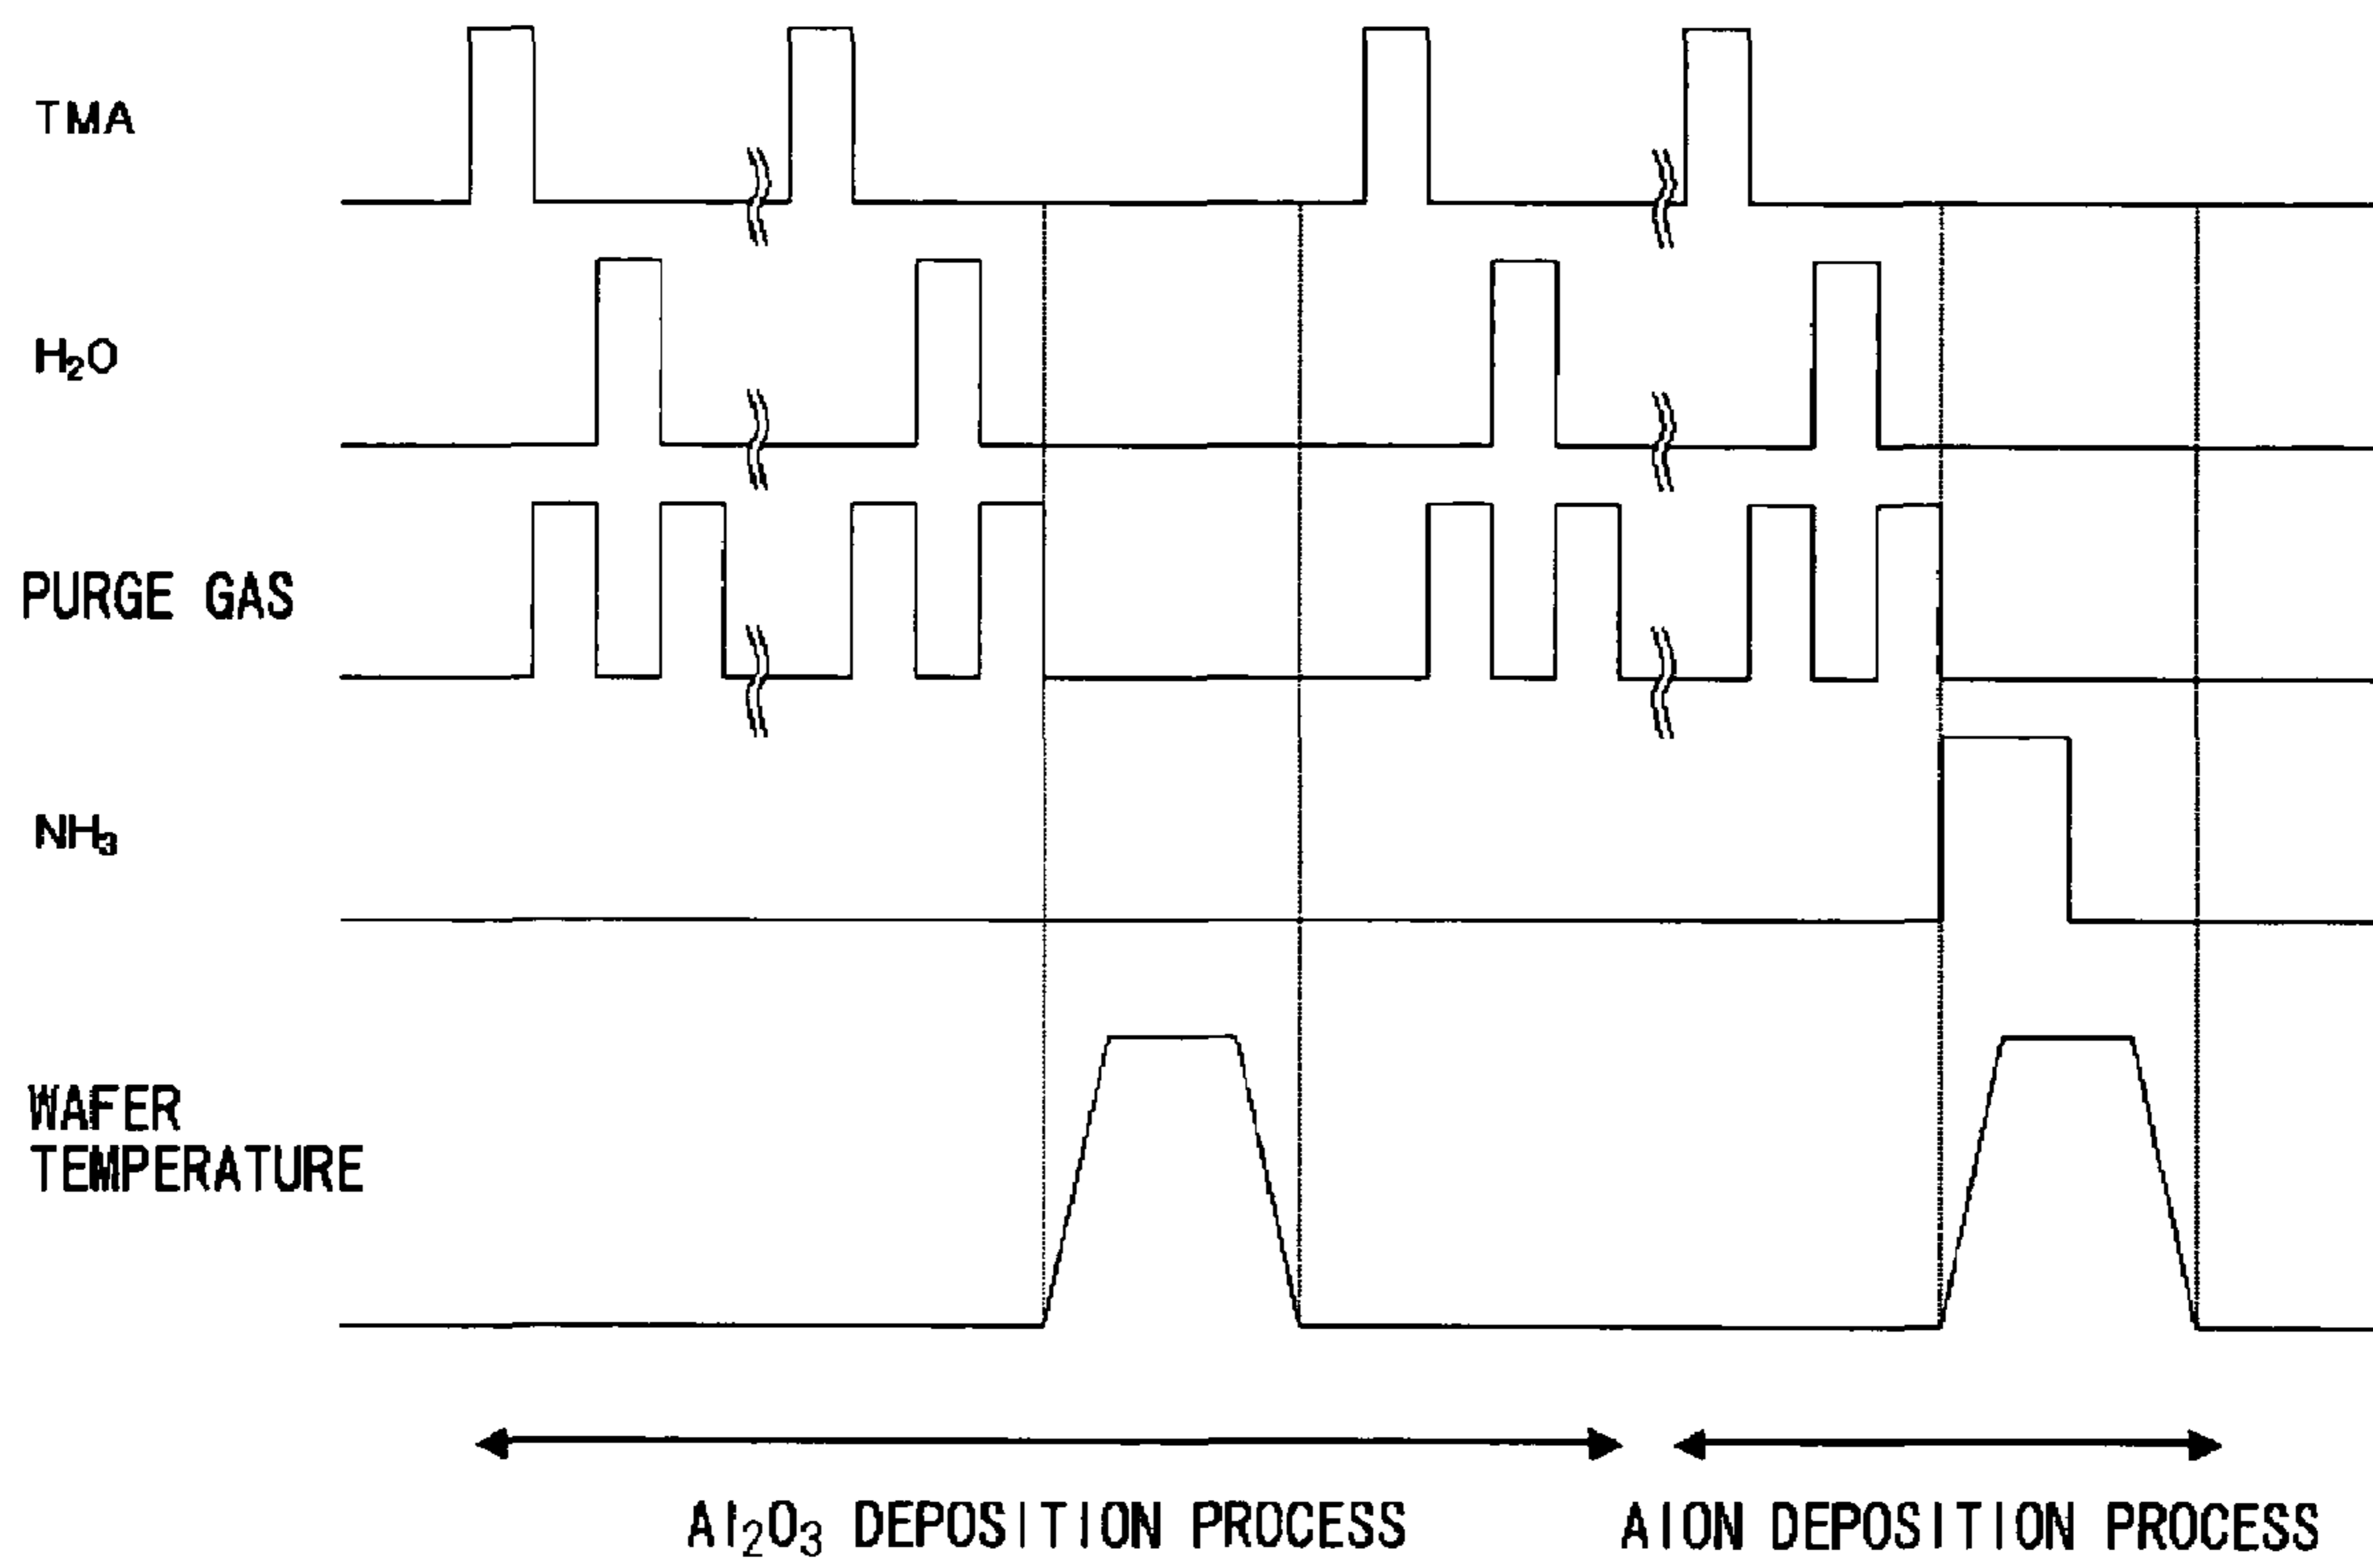 TMA
H₂O
PURGE GAS
NH₃
WAFER
TEMPERATURE
Al₂O₃ DEPOSITION PROCESS
AlON DEPOSITION PROCESS